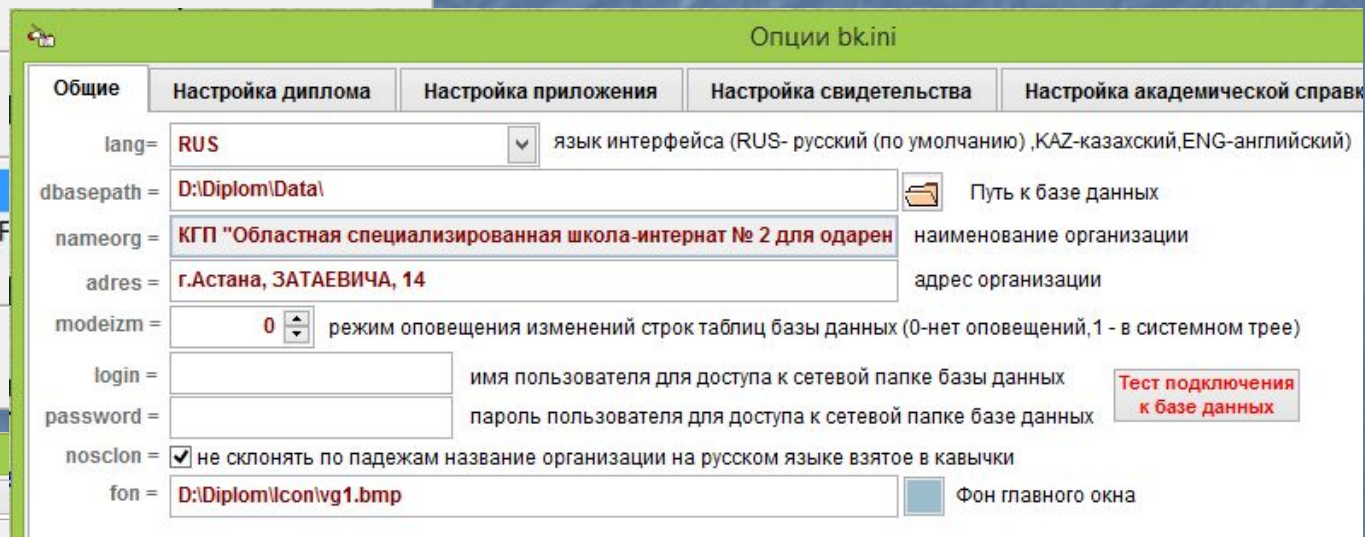 Опции bk.ini
Общие Настройка диплома Настройка приложения Настройка свидетельства Настройка академической справк
lang= RUS язык интерфейса (RUS- русский (по умолчанию) ,KAZ-казахский,ENG-английский)
dbasepath = D:\Diplom\Data\ Путь к базе данных
nameorg = КГП "Областная специализированная школа-интернат № 2 для одарен наименование организации
adres = г.Астана, ЗАТАЕВИЧА, 14 адрес организации
modeizm = 0 режим оповещения изменений строк таблиц базы данных (0-нет оповещений,1 - в системном трее)
login = имя пользователя для доступа к сетевой папке базы данных
Тест подключения
к базе данных
password = пароль пользователя для доступа к сетевой папке базе данных
nosclon = не склонять по падежам название организации на русском языке взятое в кавычки
fon = D:\Diplom\Icon\vg1.bmp Фон главного окна